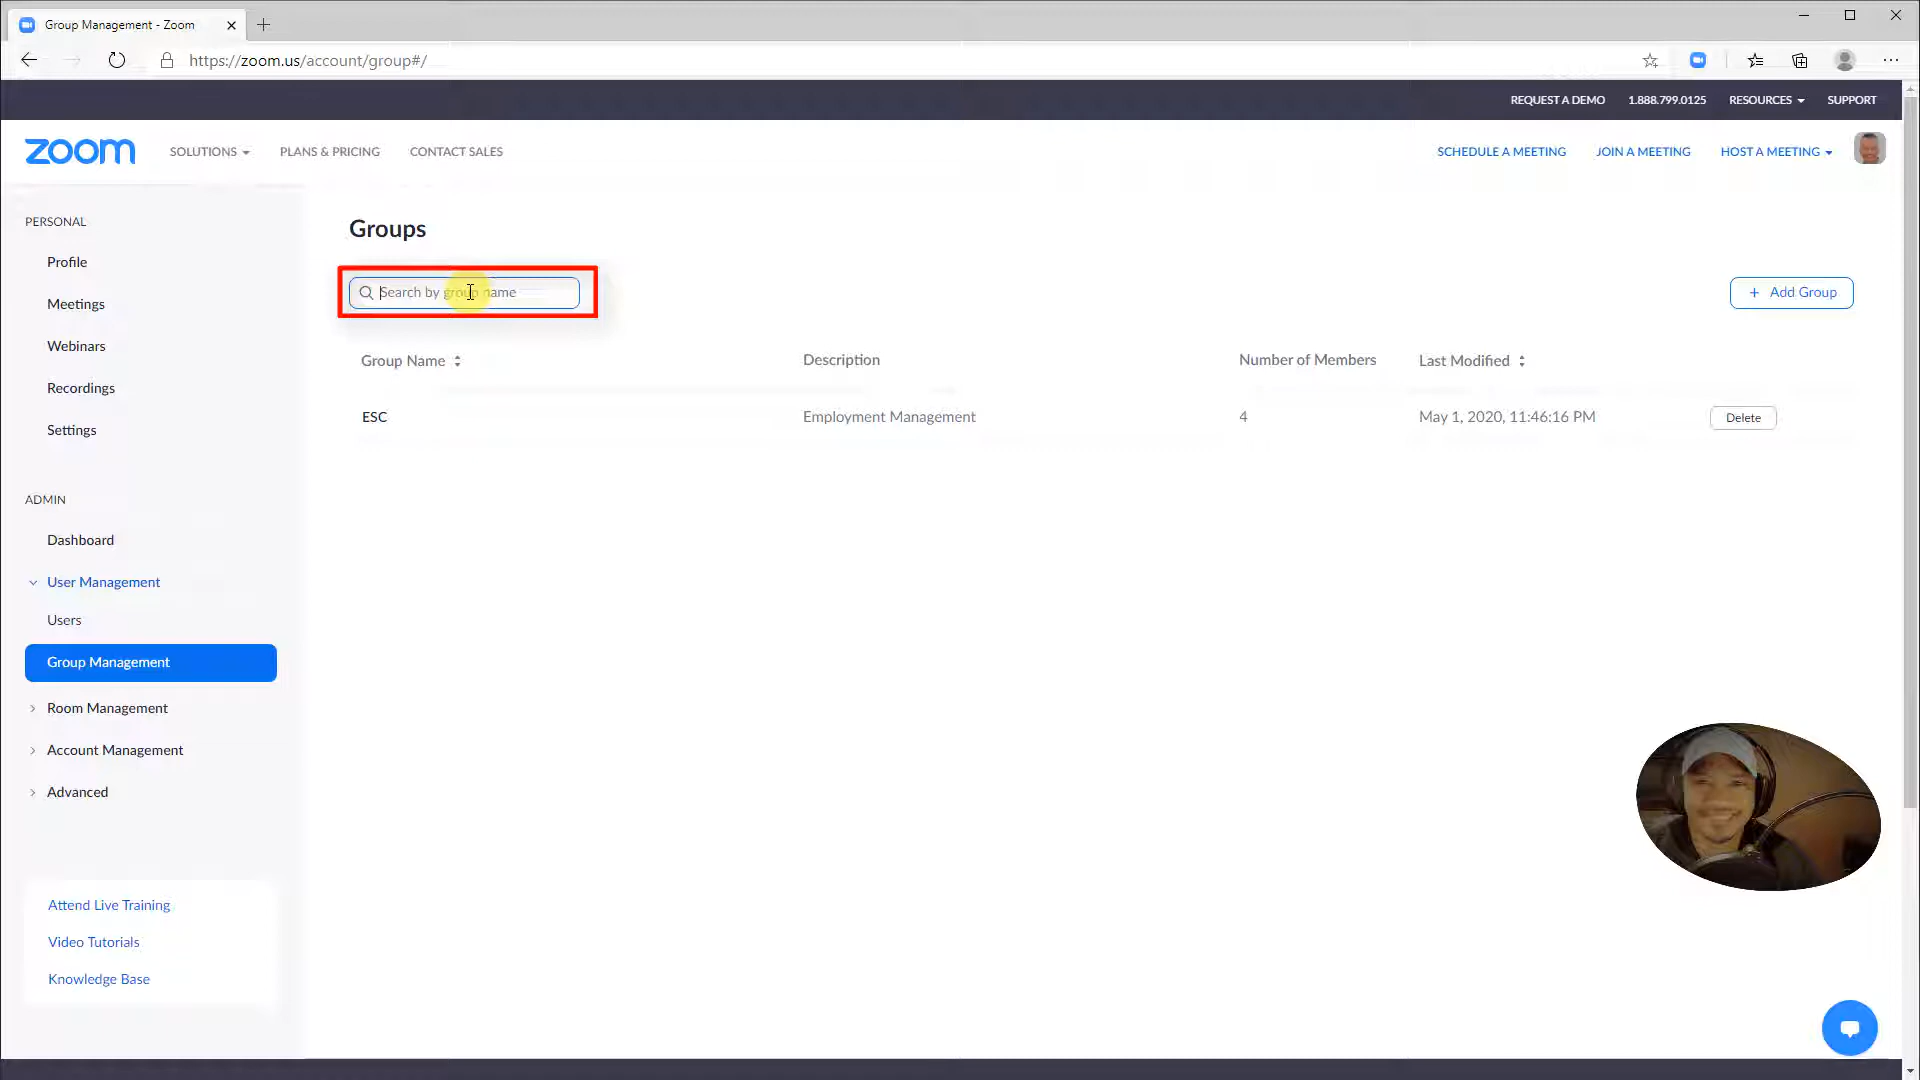 Group Management - Zoom
https://zoom.us/account/group#/
REQUEST A DEMO 1.888.799.0125 RESOURCES SUPPORT
zoom SOLUTIONS PLANS & PRICING CONTACT SALES SCHEDULE A MEETING JOIN A MEETING HOST A MEETING
PERSONAL
Profile
Meetings
Webinars
Recordings
Settings
ADMIN
Dashboard
User Management
Users
Group Management
Room Management
Account Management
Advanced
Attend Live Training
Video Tutorials
Knowledge Base
Groups
Search by group name
+ Add Group
Group Name Description Number of Members Last Modified
ESC Employment Management 4 May 1, 2020, 11:46:16 PM Delete